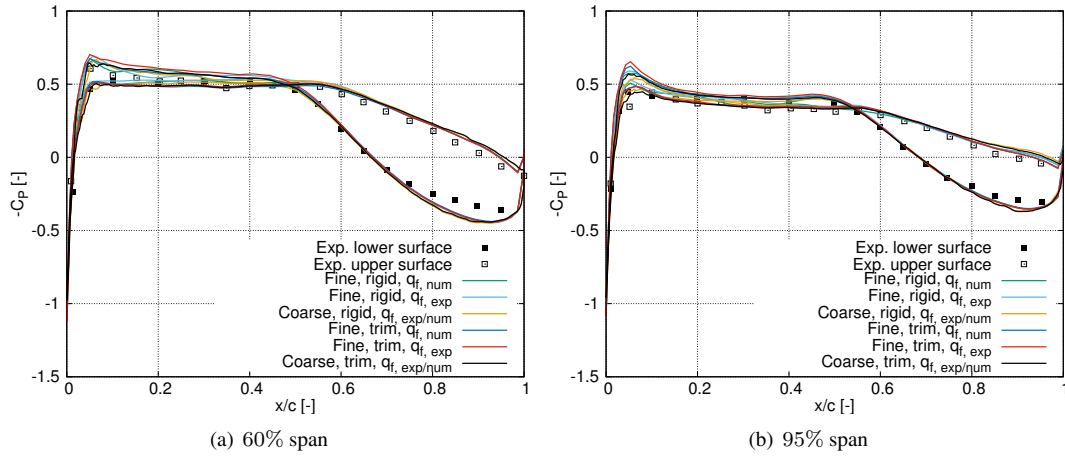 1
0.5
0
-0.5
-1
-1.5
-C_P [-]
Exp. lower surface
Exp. upper surface
Fine, rigid, q_f, num
Fine, rigid, q_f, exp
Coarse, rigid, q_f, exp/num
Fine, trim, q_f, num
Fine, trim, q_f, exp
Coarse, trim, q_f, exp/num
0 0.2 0.4 0.6 0.8 1
x/c [-]
(a) 60% span
1
0.5
0
-0.5
-1
-1.5
-C_P [-]
Exp. lower surface
Exp. upper surface
Fine, rigid, q_f, num
Fine, rigid, q_f, exp
Coarse, rigid, q_f, exp/num
Fine, trim, q_f, num
Fine, trim, q_f, exp
Coarse, trim, q_f, exp/num
0 0.2 0.4 0.6 0.8 1
x/c [-]
(b) 95% span